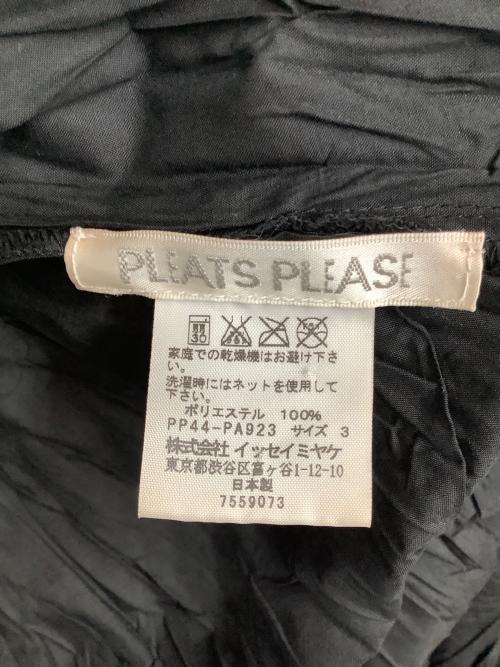 PLEATS PLEASE
30
家庭での乾燥機はお避け下さ
い。
洗濯時にはネットを使用して
下さい。
ポリエステル 100%
PP44-PA923 サイズ 3
株式会社 イッセイミヤケ
東京都渋谷区富ヶ谷1-12-10
日本製
7559073